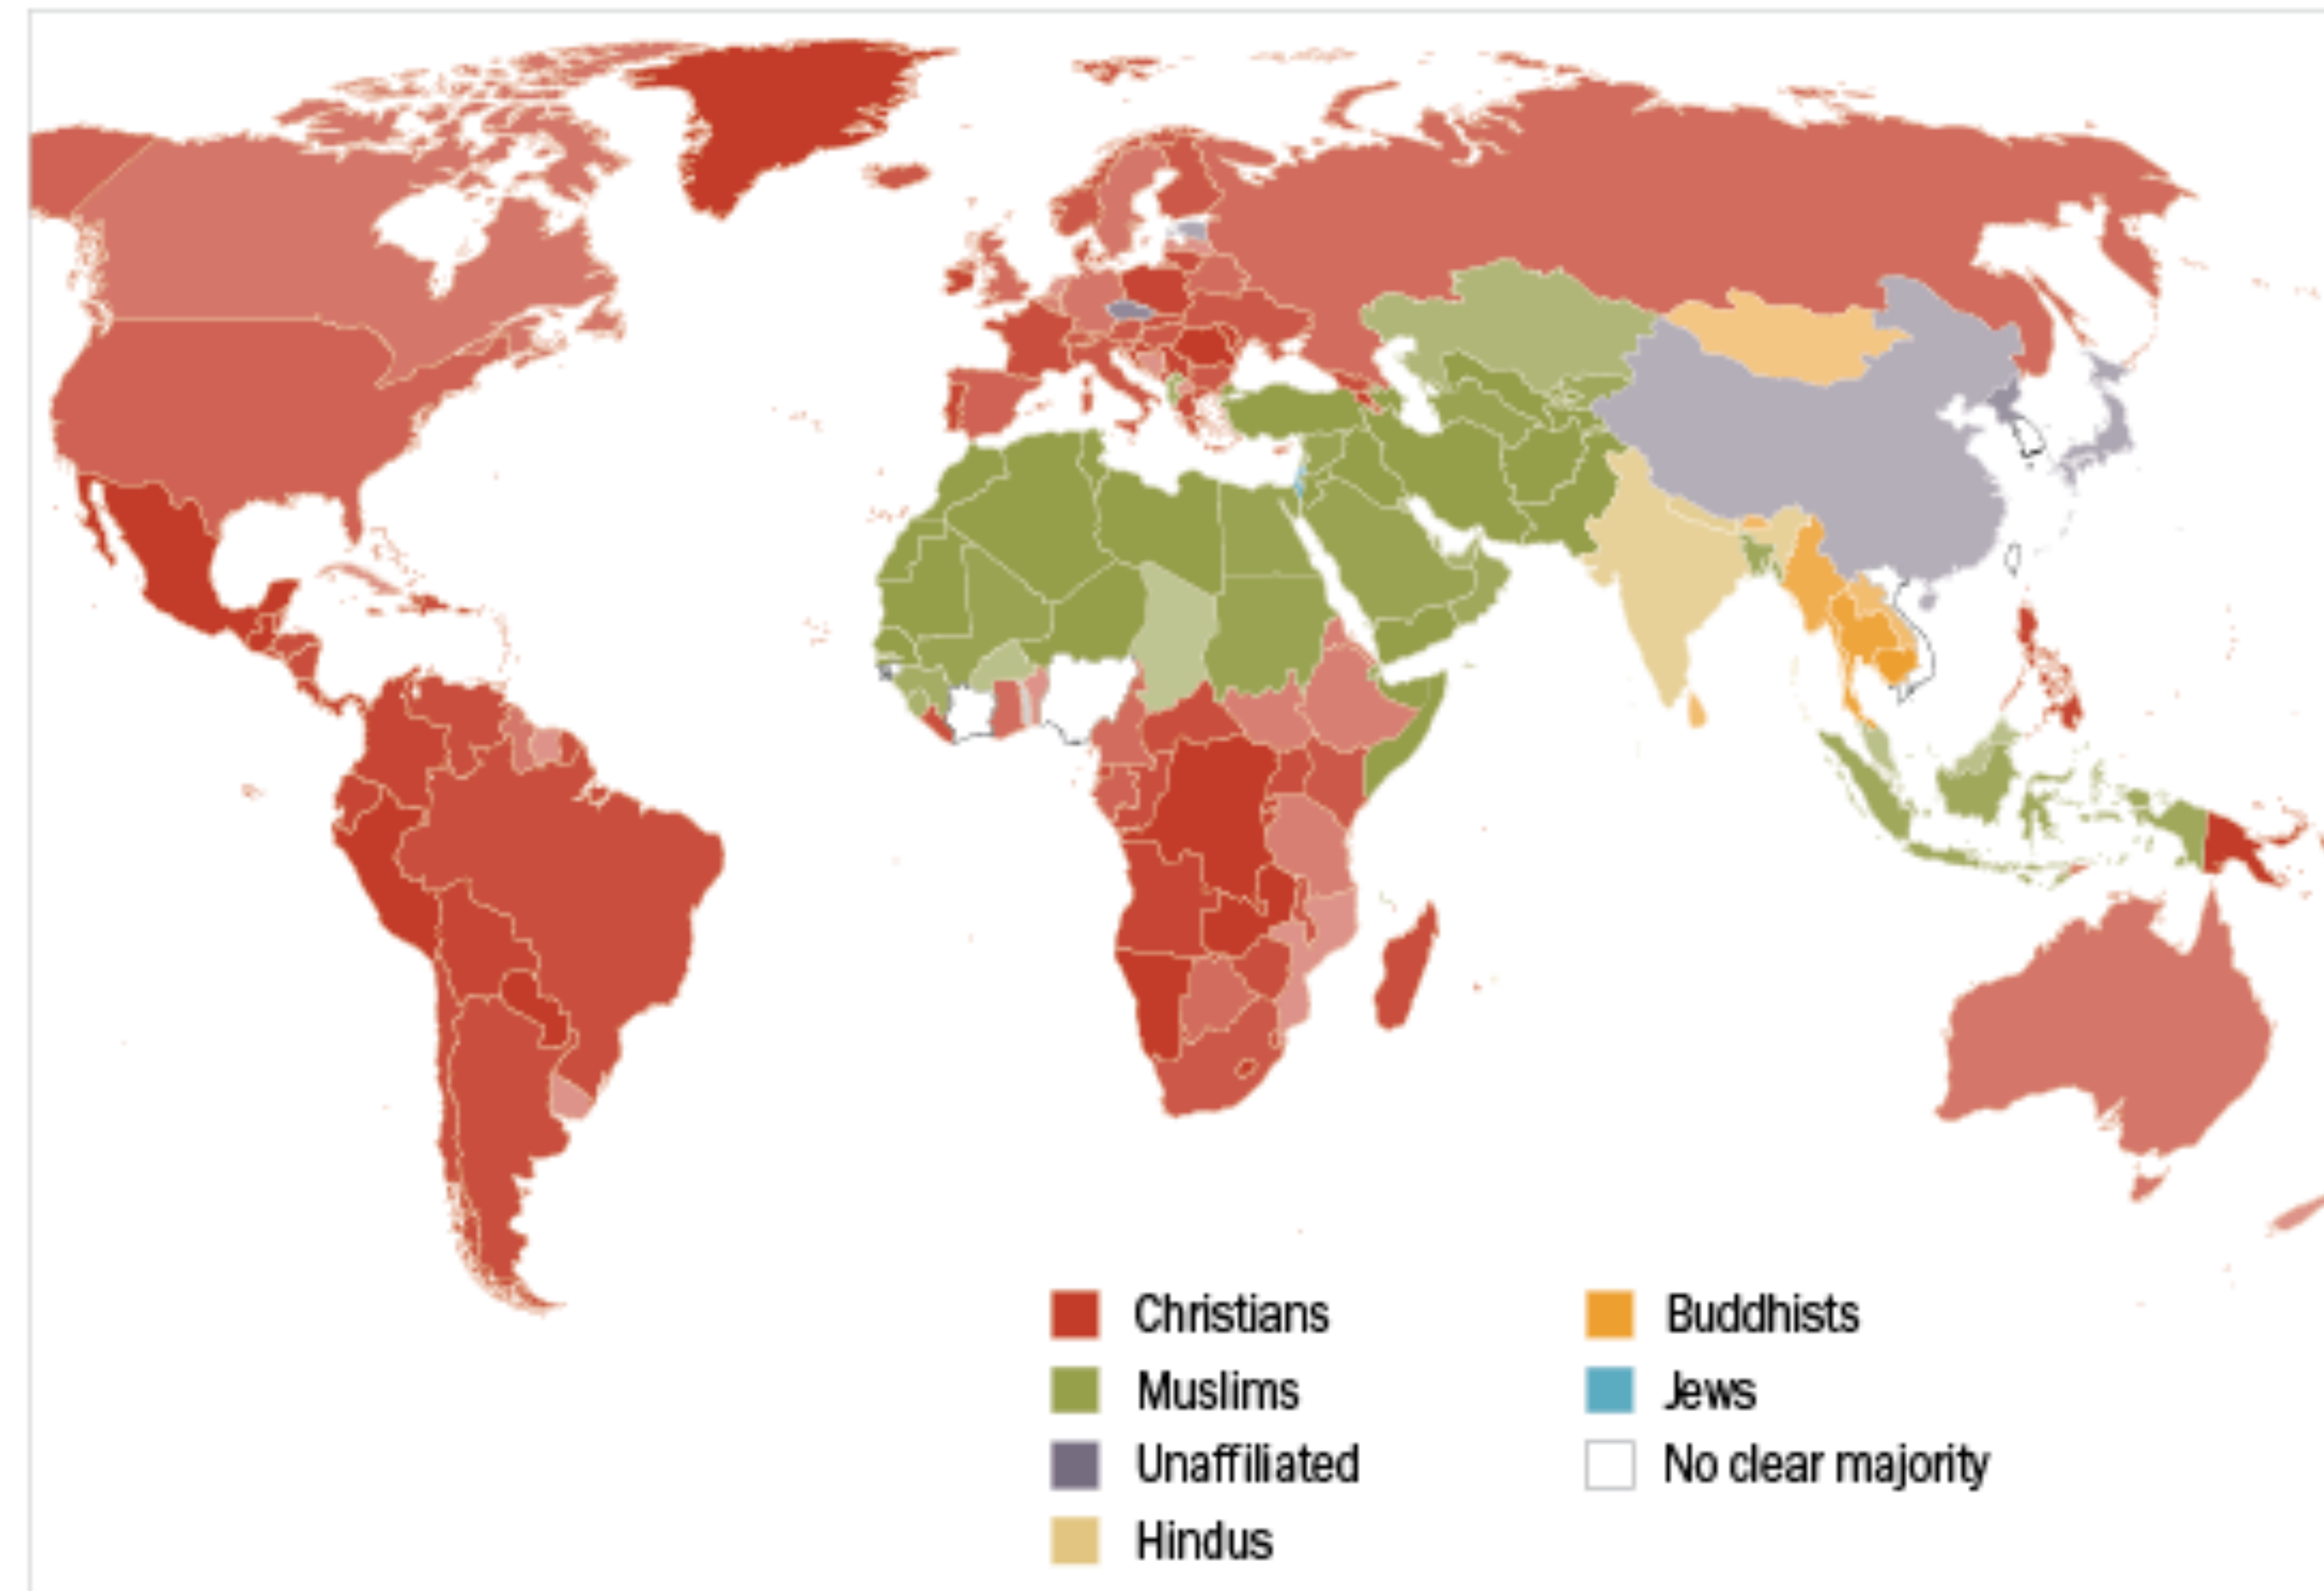 Christians
Muslims
Unaffiliated
Hindus
Buddhists
Jews
No clear majority